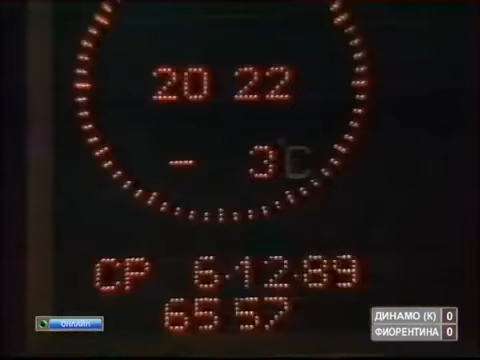 20 22
- 3°C
СР 6·12·89
65 57
ОНЛАЙН
ДИНАМО (К) 0
ФИОРЕНТИНА 0